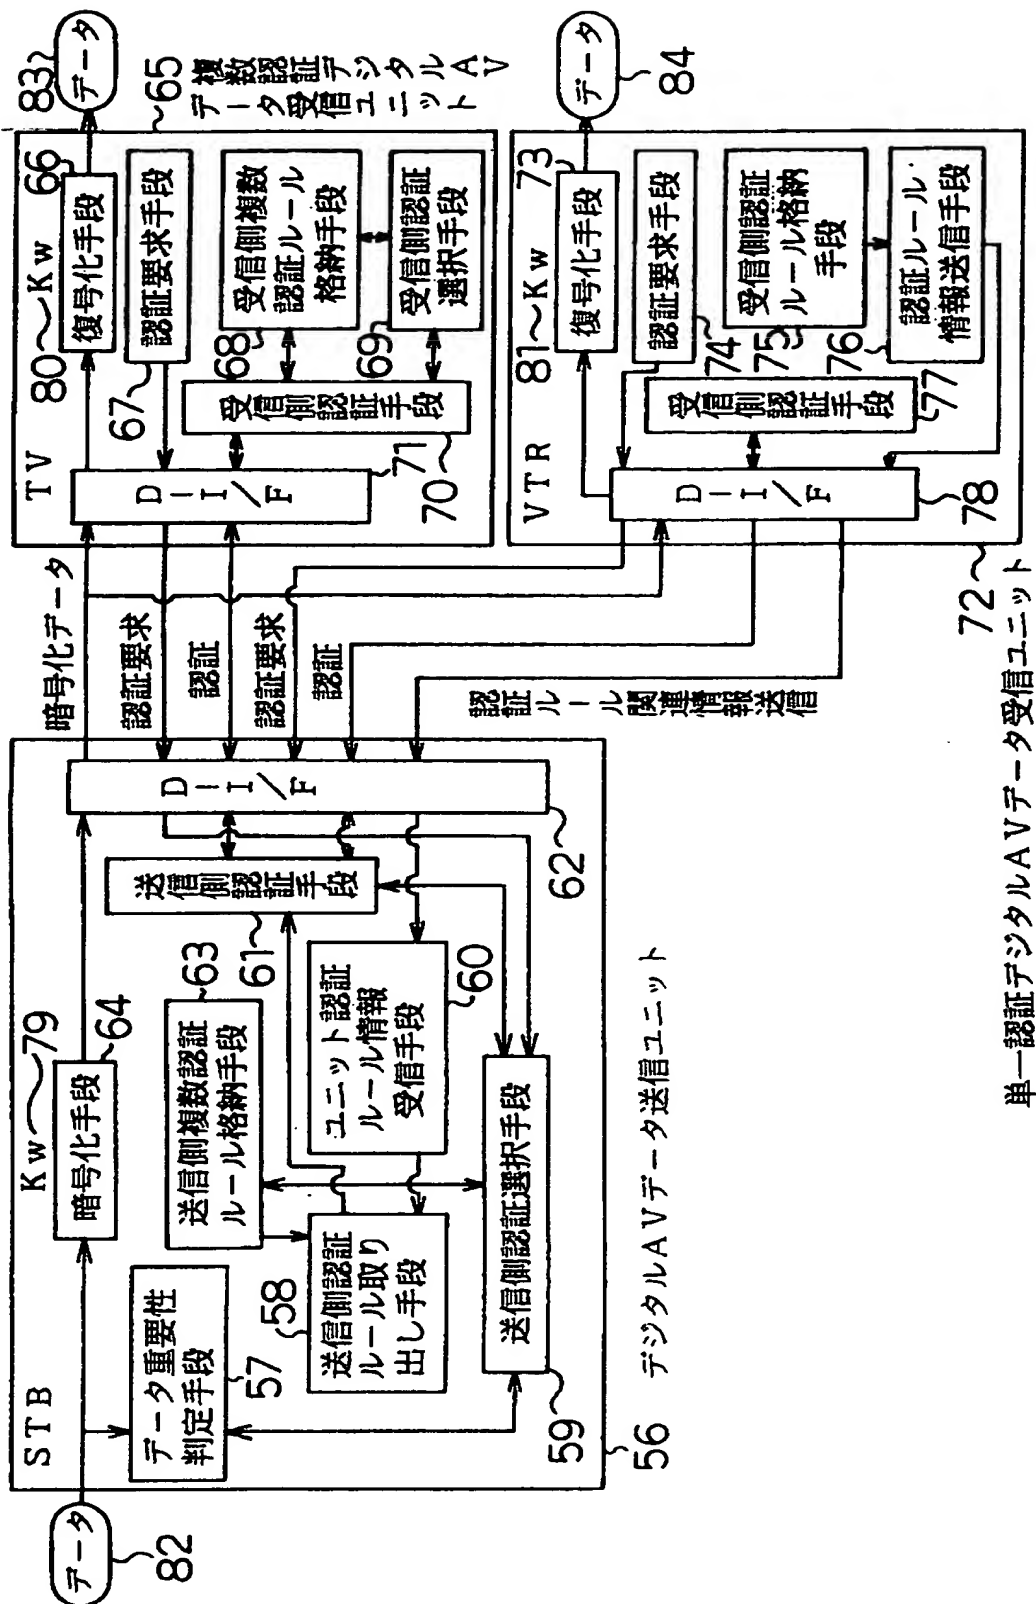 データ
82
STB
データ重要性
判定手段
57
Kw
79
暗号化手段
64
送信側複数認証
ルール格納手段
63
58
送信側認証
ルール取り
出し手段
ユニット認証
ルール情報
受信手段
60
送信側認証選択手段
59
送信側認証手段
61
D-I/F
62
56
デジタルAVデータ送信ユニット
暗号化データ
認証要求
認証
認証要求
認証
認証ルール
関連情報送信
TV
80
Kw
66
復号化手段
認証要求手段
67
受信側複数
認証ルール
格納手段
68
受信側認証
選択手段
69
受信側認証手段
70
D-I/F
71
83
データ
65
複数認証デジタルAV
データ受信ユニット
VTR
81
Kw
73
復号化手段
認証要求手段
74
受信側認証
ルール格納
手段
75
認証ルール
情報送信手段
76
受信側認証手段
77
D-I/F
78
データ
84
72
単一認証デジタルAVデータ受信ユニット